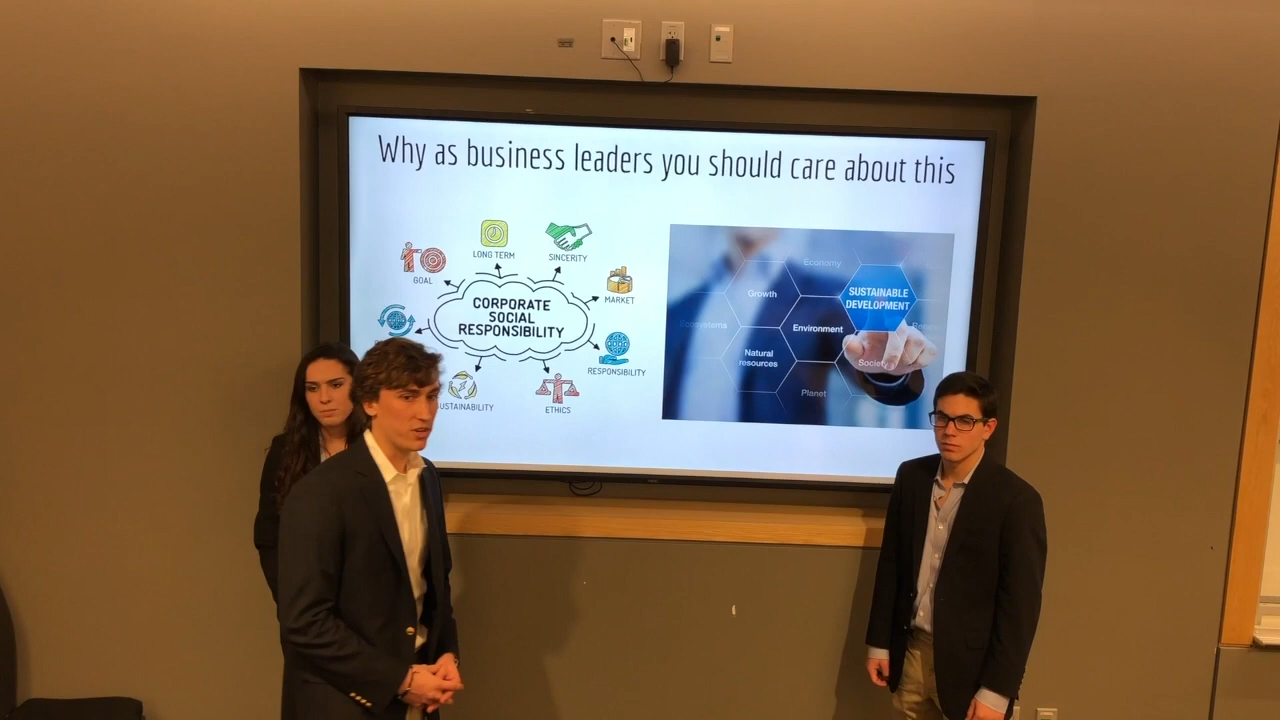 Why as business leaders you should care about this
LONG TERM
SINCERITY
GOAL
MARKET
CORPORATE
SOCIAL
RESPONSIBILITY
RESPONSIBILITY
USTAINABILITY
ETHICS
Economy
Growth
SUSTAINABLE
DEVELOPMENT
Ecosystems
Environment
Natural
resources
Society
Planet